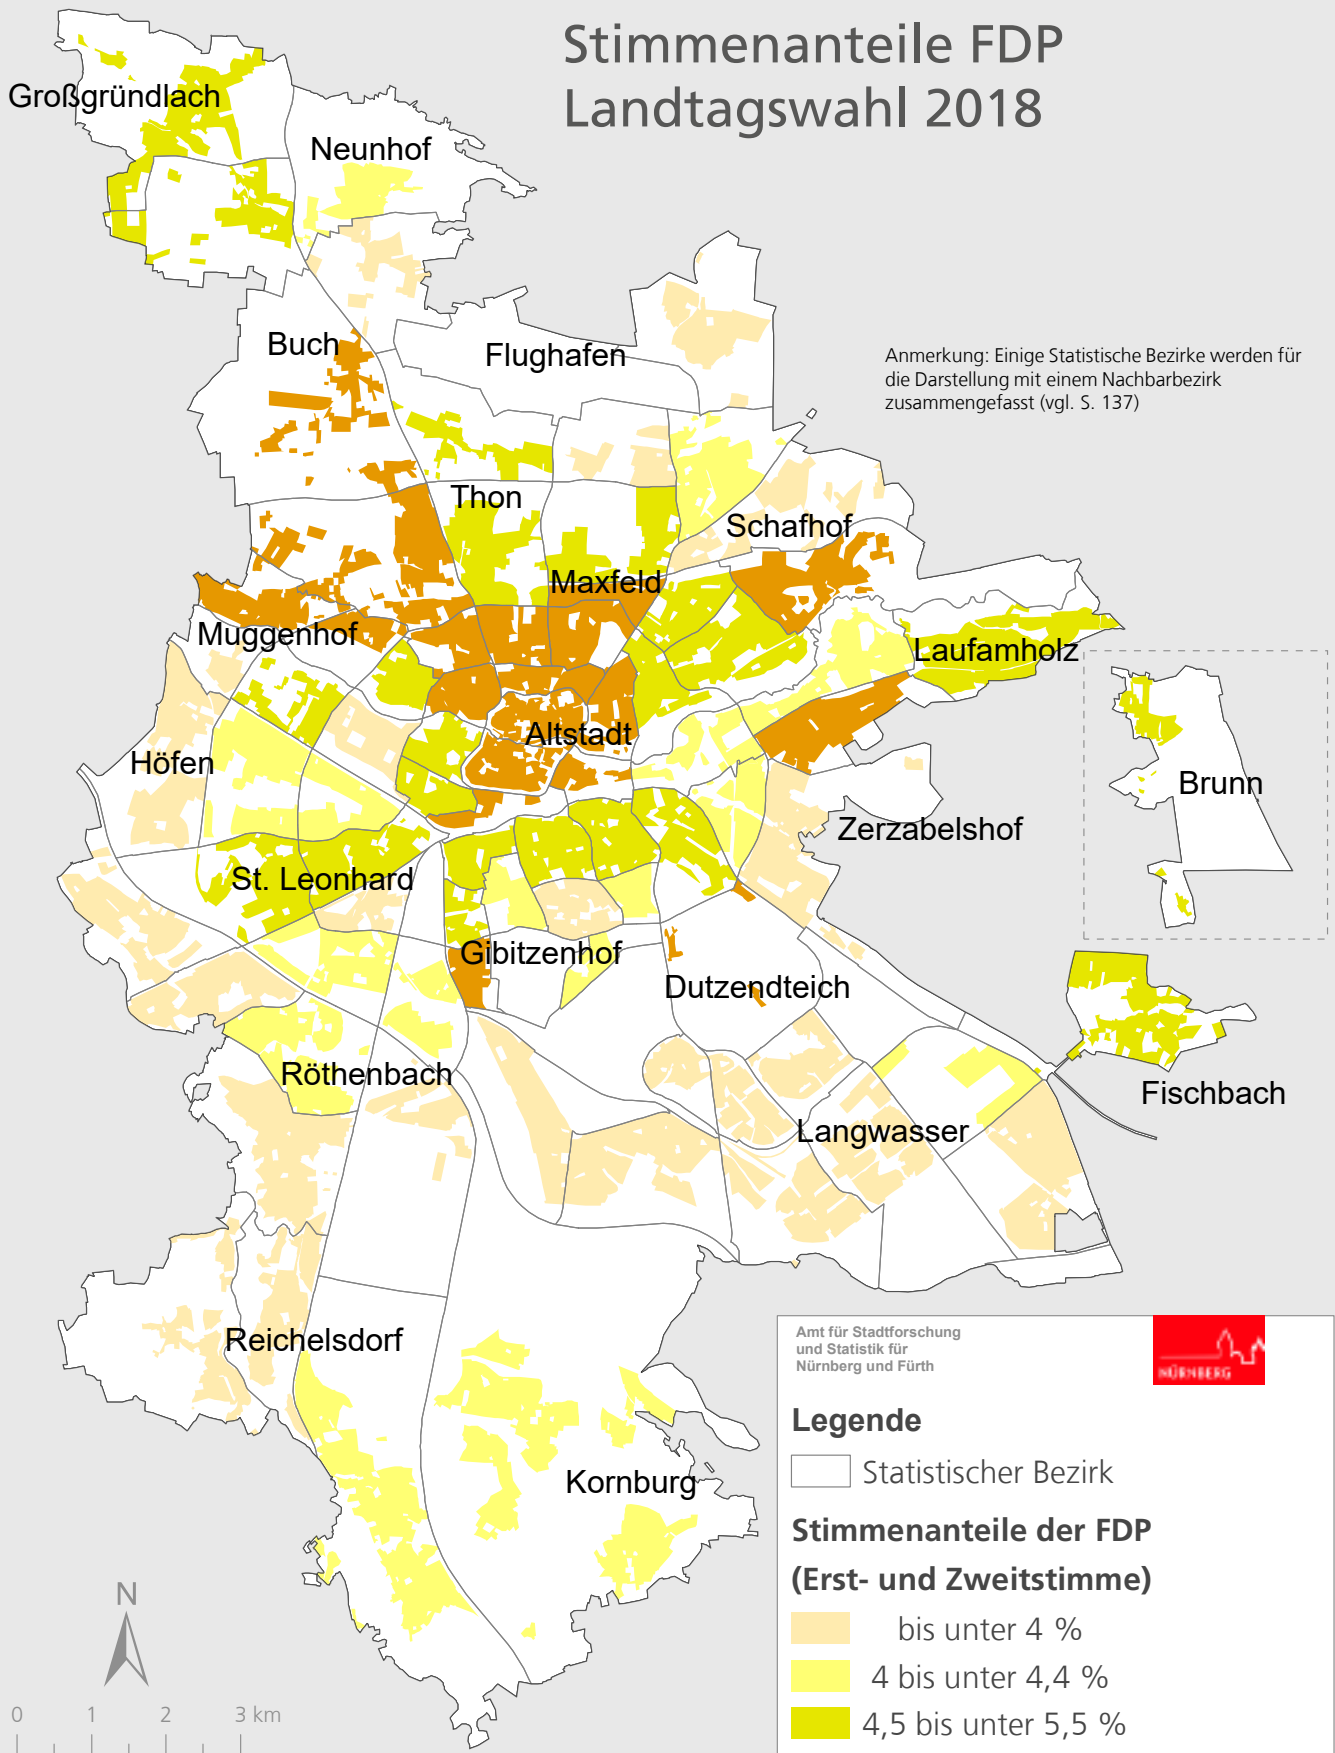 Stimmenanteile FDP
Landtagswahl 2018
Großgründlach
Neunhof
Buch
Flughafen
Anmerkung: Einige Statistische Bezirke werden für
die Darstellung mit einem Nachbarbezirk
zusammengefasst (vgl. S. 137)
Thon
Schafhof
Maxfeld
Muggenhof
Laufamholz
Altstadt
Höfen
Brunn
Zerzabelshof
St. Leonhard
Gibitzenhof
Dutzendteich
Röthenbach
Fischbach
Langwasser
Reichelsdorf
Kornburg
Amt für Stadtforschung
und Statistik für
Nürnberg und Fürth
NÜRNBERG
Legende
Statistischer Bezirk
Stimmenanteile der FDP
(Erst- und Zweitstimme)
bis unter 4 %
4 bis unter 4,4 %
4,5 bis unter 5,5 %
N
0 1 2 3 km